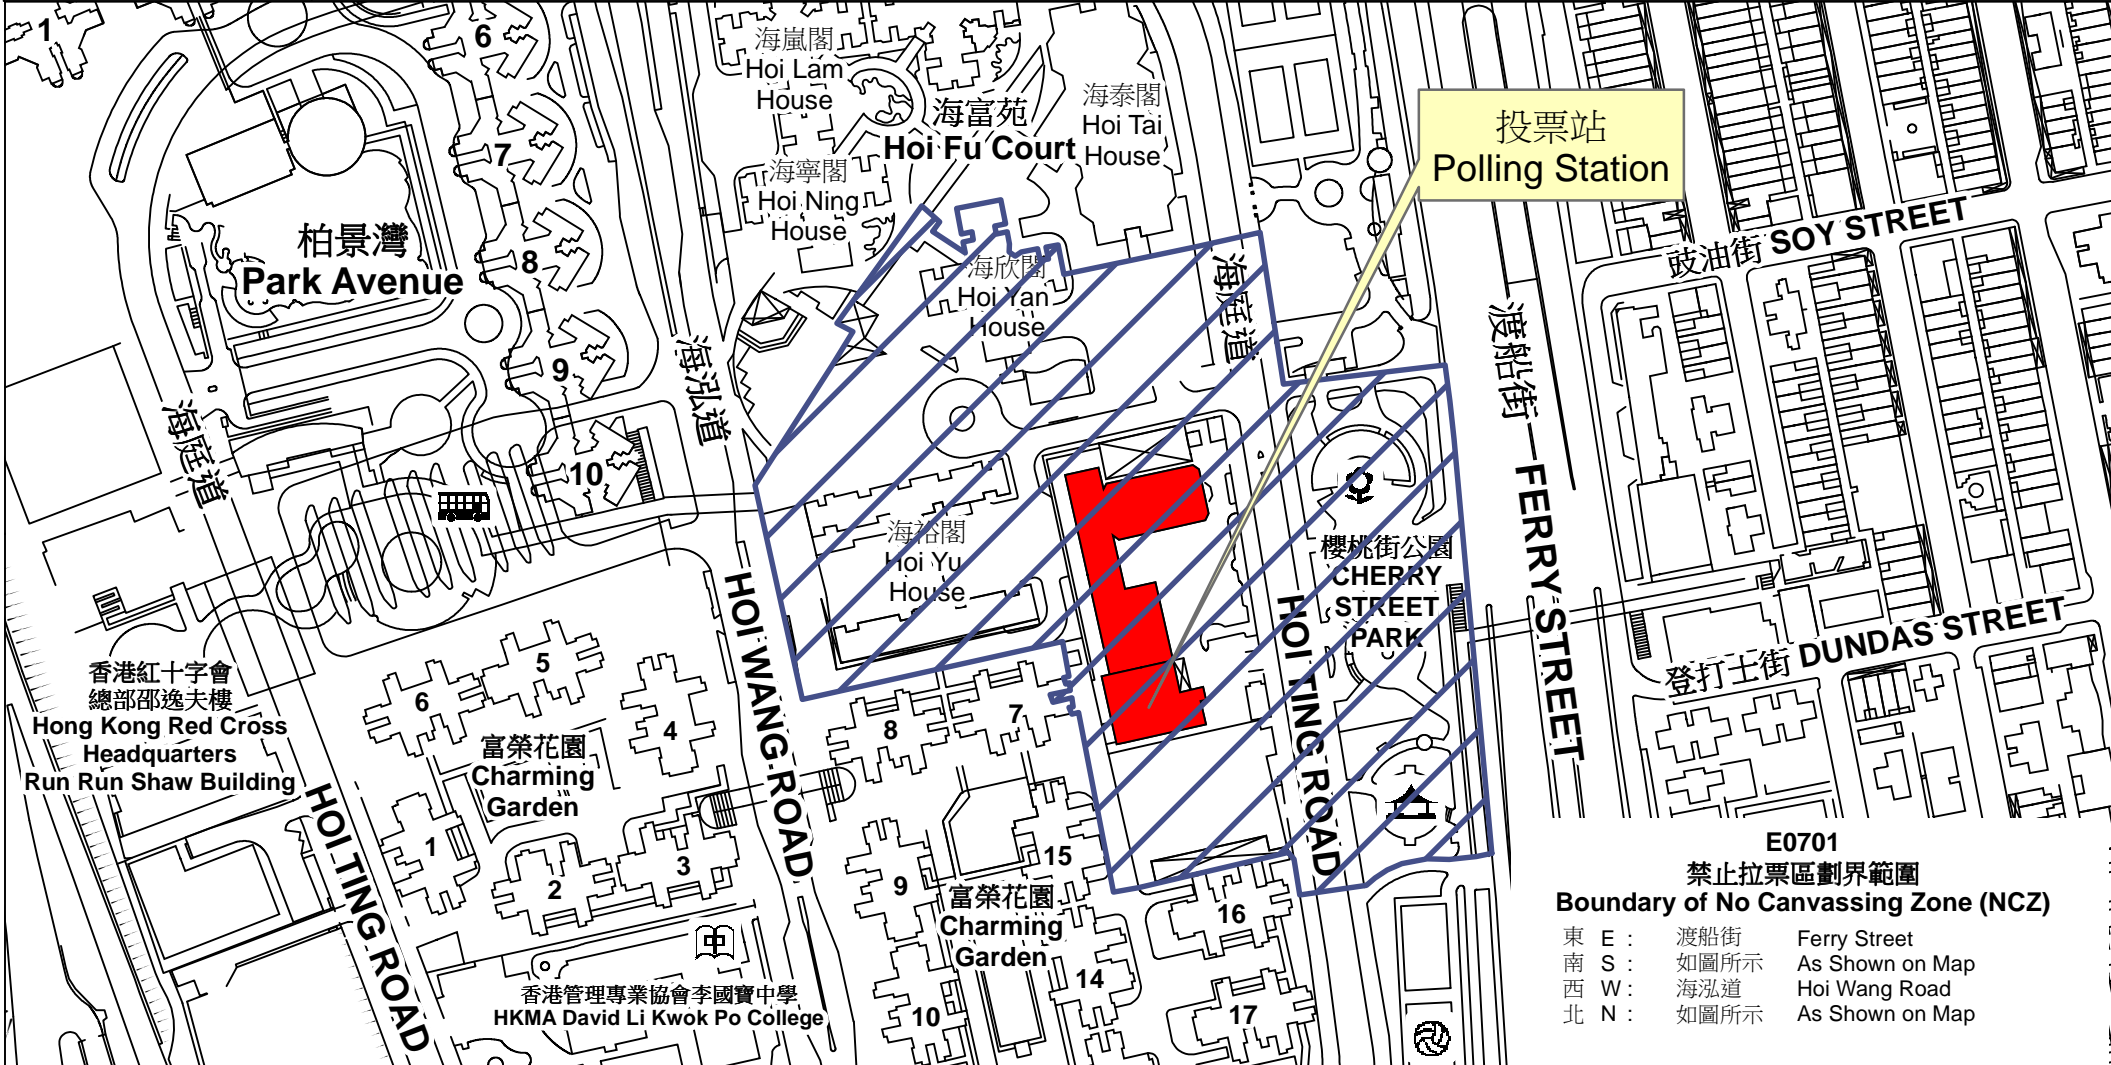 1
6
7
8
9
10
海嵐閣
Hoi Lam
House
海富苑
Hoi Fu Court
海泰閣
Hoi Tai
House
海寧閣
Hoi Ning
House
投票站
Polling Station
柏景灣
Park Avenue
海欣閣
Hoi Yan
House
海庭道
豉油街 SOY STREET
渡船街
FERRY STREET
海泓道
海庭道
海裕閣
Hoi Yu
House
櫻桃街公園
CHERRY
STREET
PARK
HOI WANG ROAD
HOI TING ROAD
登打士街 DUNDAS STREET
香港紅十字會
總部邵逸夫樓
Hong Kong Red Cross
Headquarters
Run Run Shaw Building
HOI TING ROAD
6
5
4
富榮花園
Charming
Garden
1
2
3
8
7
15
9
富榮花園
Charming
Garden
16
14
10
17
中
香港管理專業協會李國寶中學
HKMA David Li Kwok Po College
E0701
禁止拉票區劃界範圍
Boundary of No Canvassing Zone (NCZ)
東 E : 渡船街 Ferry Street
南 S : 如圖所示 As Shown on Map
西 W : 海泓道 Hoi Wang Road
北 N : 如圖所示 As Shown on Map